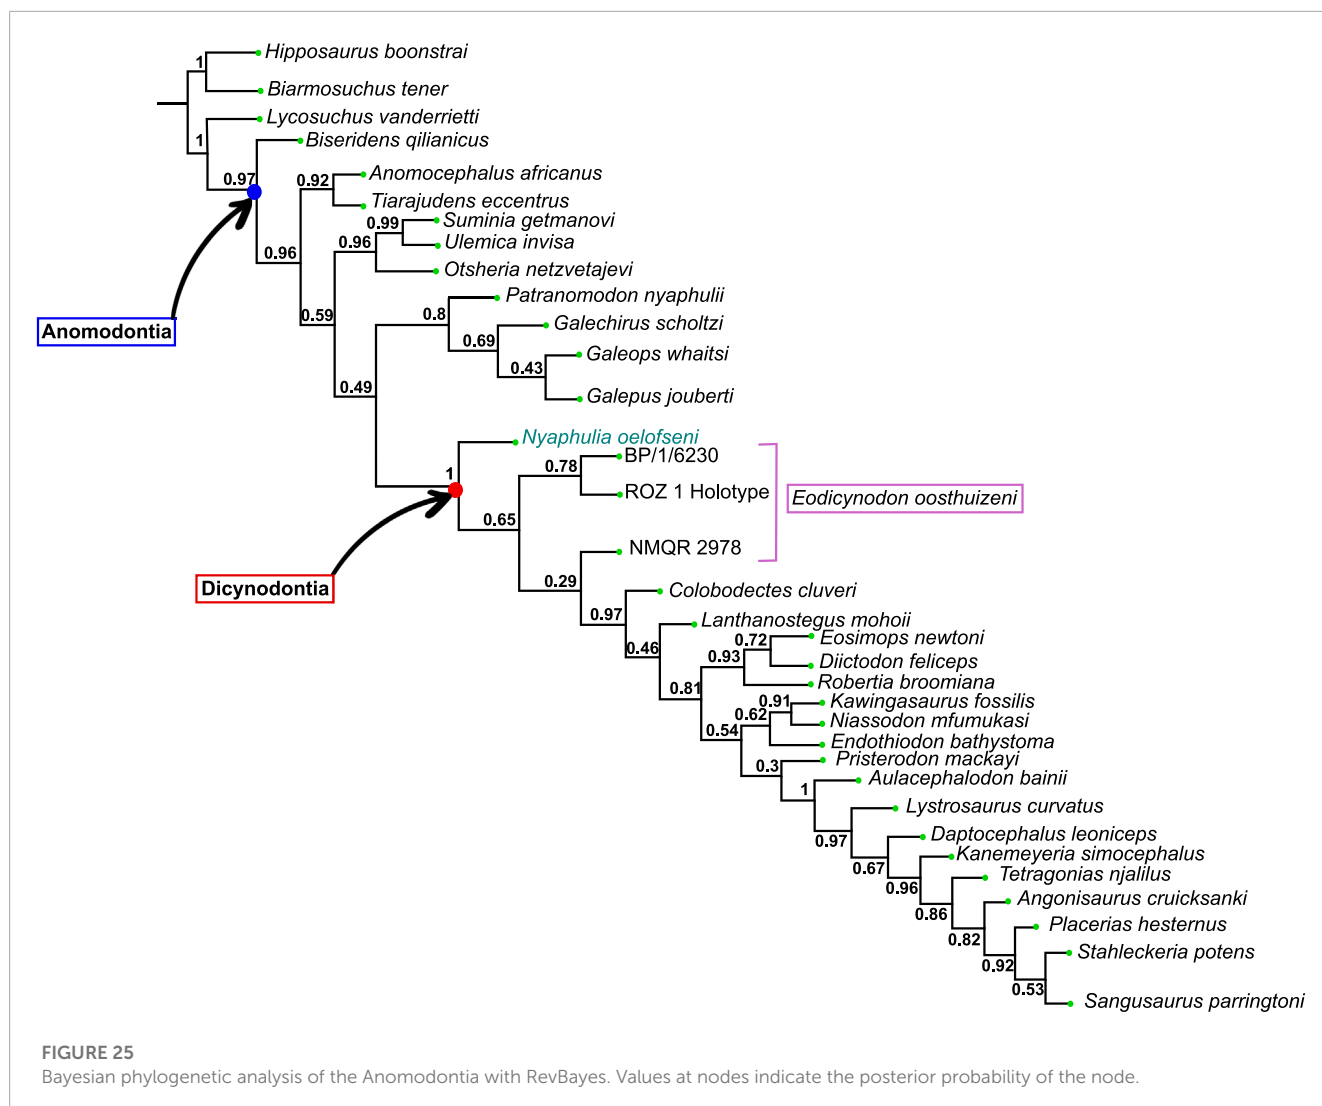 Hipposaurus boonstrai
1
Biarmosuchus tener
Lycosuchus vanderrietti
1
Biseridens qilianicus
0.97
Anomocephalus africanus
0.92
Tiarajudens eccentrus
Suminia getmanovi
0.99
Ulemica invisa
0.96
0.96
Otsheria netzvetajevi
Patranomodon nyaphulii
0.59
0.8
Galechirus scholtzi
Anomodontia
0.69
Galeops whaitsi
0.43
0.49
Galepus jouberti
Nyaphulia oelofseni
BP/1/6230
0.78
1
ROZ 1 Holotype
Eodicynodon oosthuizeni
0.65
NMQR 2978
0.29
Dicynodontia
Colobodectes cluveri
0.97
Lanthanostegus mohoii
0.46
Eosimops newtoni
0.72
0.93
Diictodon feliceps
Robertia broomiana
0.81
Kawingasaurus fossilis
0.91
0.62
Niassodon mfumukasi
0.54
Endothiodon bathystoma
Pristerodon mackayi
0.3
Aulacephalodon bainii
1
Lystrosaurus curvatus
0.97
Daptocephalus leoniceps
Kanemeyeria simocephalus
0.67
Tetragonias njalilus
0.96
Angonisaurus cruicksanki
0.86
Placerias hesternus
0.82
Stahleckeria potens
0.92
0.53
Sangusaurus parringtoni
FIGURE 25
Bayesian phylogenetic analysis of the Anomodontia with RevBayes. Values at nodes indicate the posterior probability of the node.